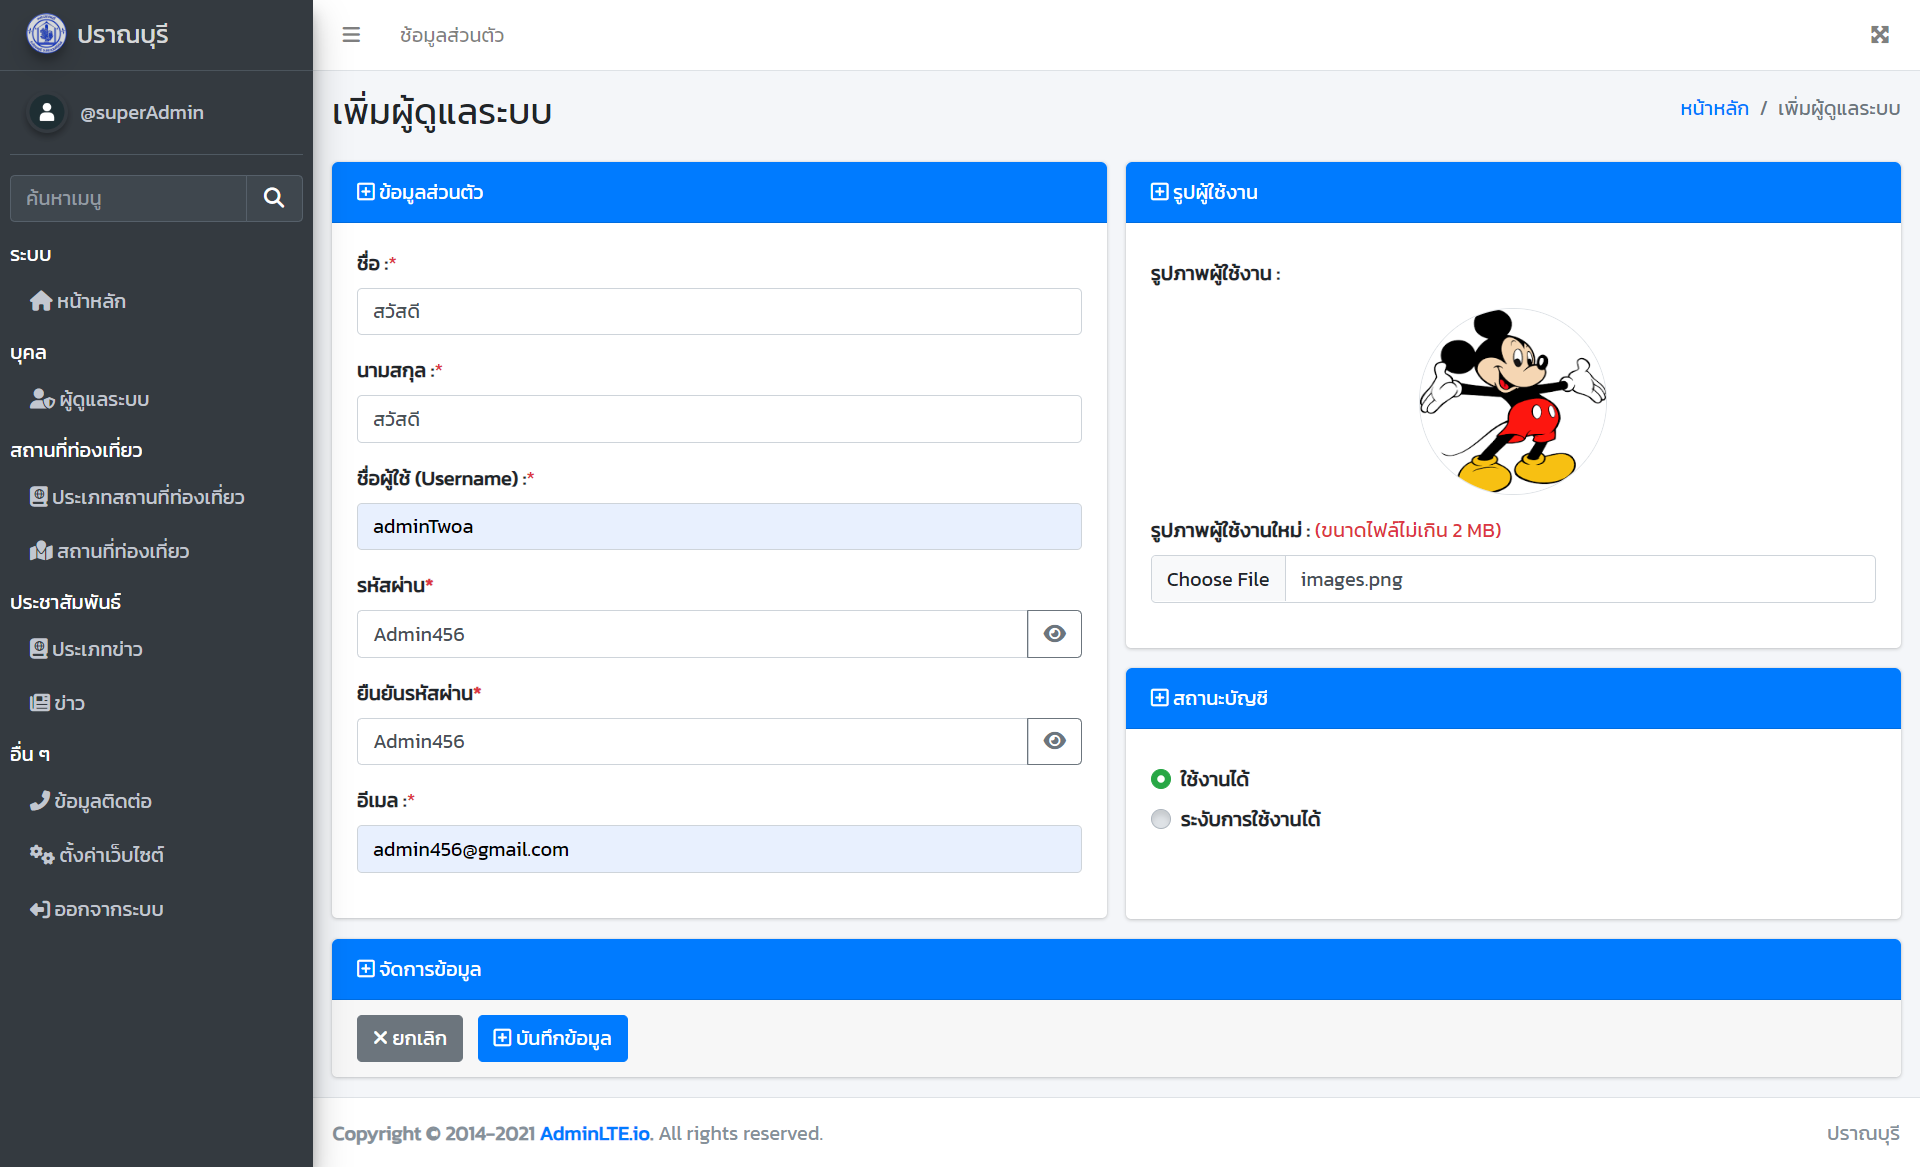 ปราณบุรี
@superAdmin
ค้นหาเมนู
ระบบ
หน้าหลัก
บุคล
ผู้ดูแลระบบ
สถานที่ท่องเที่ยว
ประเภทสถานที่ท่องเที่ยว
สถานที่ท่องเที่ยว
ประชาสัมพันธ์
ประเภทข่าว
ข่าว
อื่น ๆ
ข้อมูลติดต่อ
ตั้งค่าเว็บไซต์
ออกจากระบบ
ช้อมูลส่วนตัว
เพิ่มผู้ดูแลระบบ
หน้าหลัก / เพิ่มผู้ดูแลระบบ
ข้อมูลส่วนตัว
ชื่อ :*
สวัสดี
นามสกุล :*
สวัสดี
ชื่อผู้ใช้ (Username) :*
adminTwoa
รหัสผ่าน*
Admin456
ยืนยันรหัสผ่าน*
Admin456
อีเมล :*
admin456@gmail.com
รูปผู้ใช้งาน
รูปภาพผู้ใช้งาน :
รูปภาพผู้ใช้งานใหม่ : (ขนาดไฟล์ไม่เกิน 2 MB)
Choose File images.png
สถานะบัญชี
ใช้งานได้
ระงับการใช้งานได้
จัดการข้อมูล
ยกเลิก บันทึกข้อมูล
Copyright © 2014-2021 AdminLTE.io. All rights reserved.
ปราณบุรี